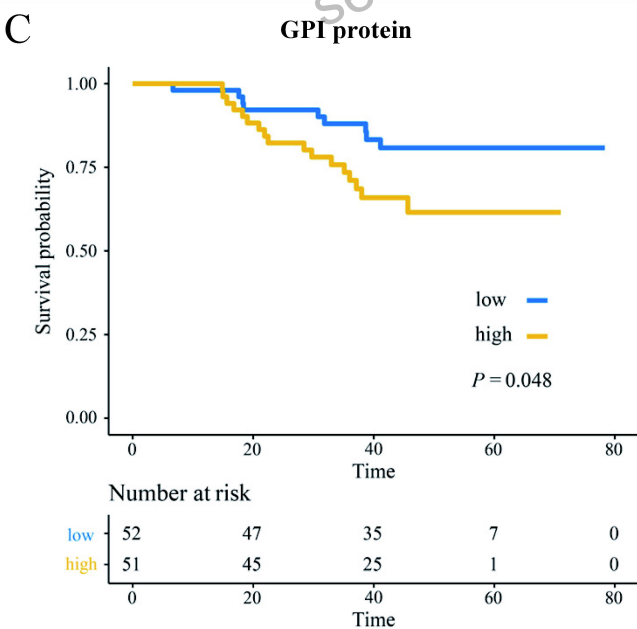 C
GPI protein
Survival probability
1.00
0.75
0.50
0.25
0.00
low
high
P = 0.048
0 20 40 60 80
Time
Number at risk
low 52 47 35 7 0
high 51 45 25 1 0
0 20 40 60 80
Time